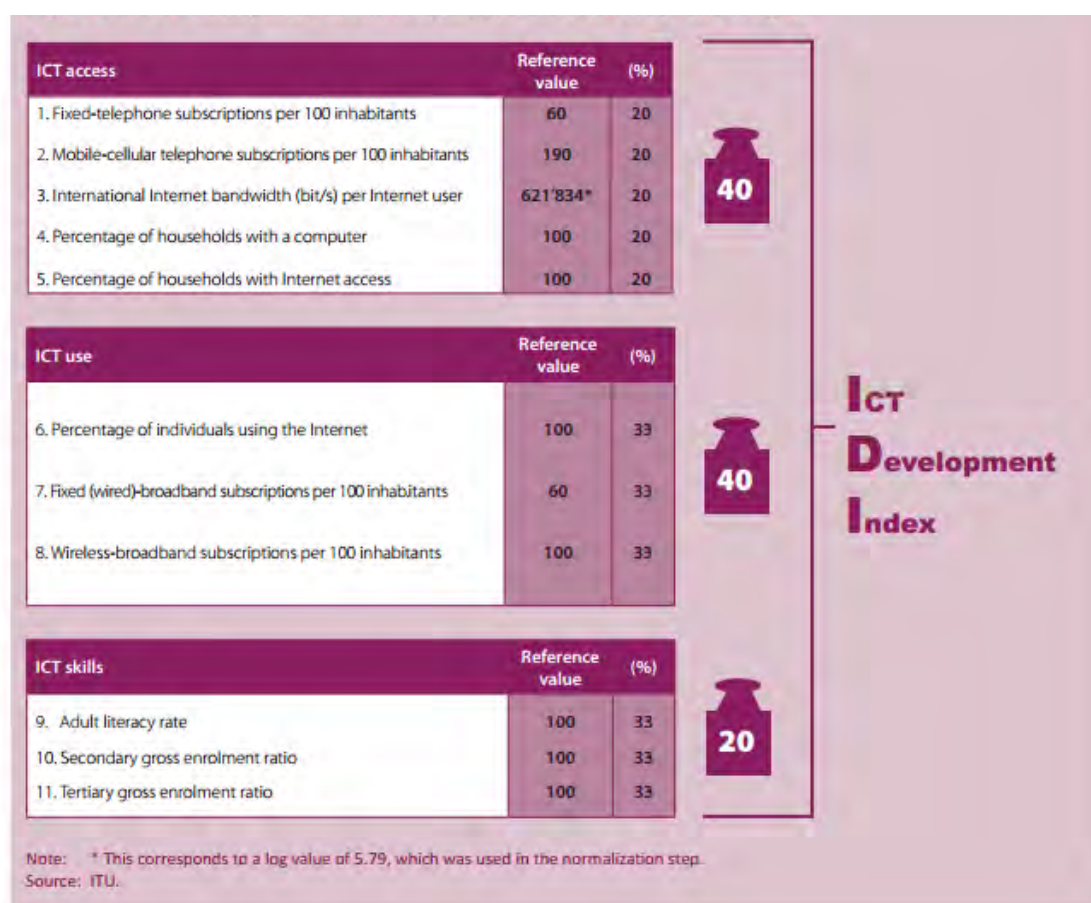 ICT access Reference value (%)
1. Fixed-telephone subscriptions per 100 inhabitants 60 20
2. Mobile-cellular telephone subscriptions per 100 inhabitants 190 20
3. International Internet bandwidth (bit/s) per Internet user 621'834* 20
4. Percentage of households with a computer 100 20
5. Percentage of households with Internet access 100 20
40
ICT use Reference value (%)
6. Percentage of individuals using the Internet 100 33
7. Fixed (wired)-broadband subscriptions per 100 inhabitants 60 33
8. Wireless-broadband subscriptions per 100 inhabitants 100 33
40
ICT
Development
Index
ICT skills Reference value (%)
9. Adult literacy rate 100 33
10. Secondary gross enrolment ratio 100 33
11. Tertiary gross enrolment ratio 100 33
20
Note: * This corresponds to a log value of 5.79, which was used in the normalization step.
Source: ITU.